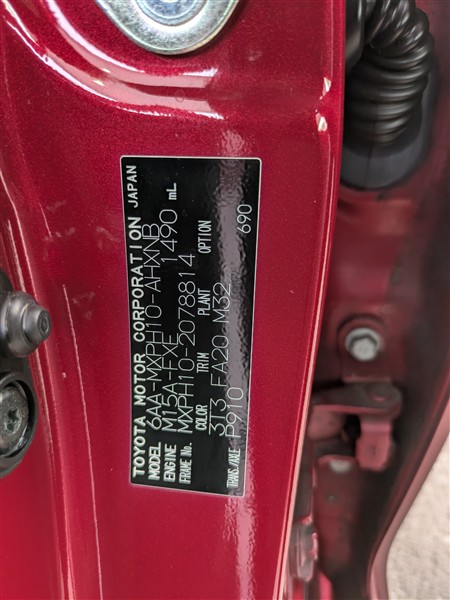 TOYOTA MOTOR CORPORATION JAPAN
MODEL 6AA-MXPH10-AHXNB
ENGINE M15A-FXE 1490 mL
FRAME No. MXPH10-2078814
COLOR TRIM PLANT OPTION
3T3 FA20 M32
TRANS./AXLE P910 690